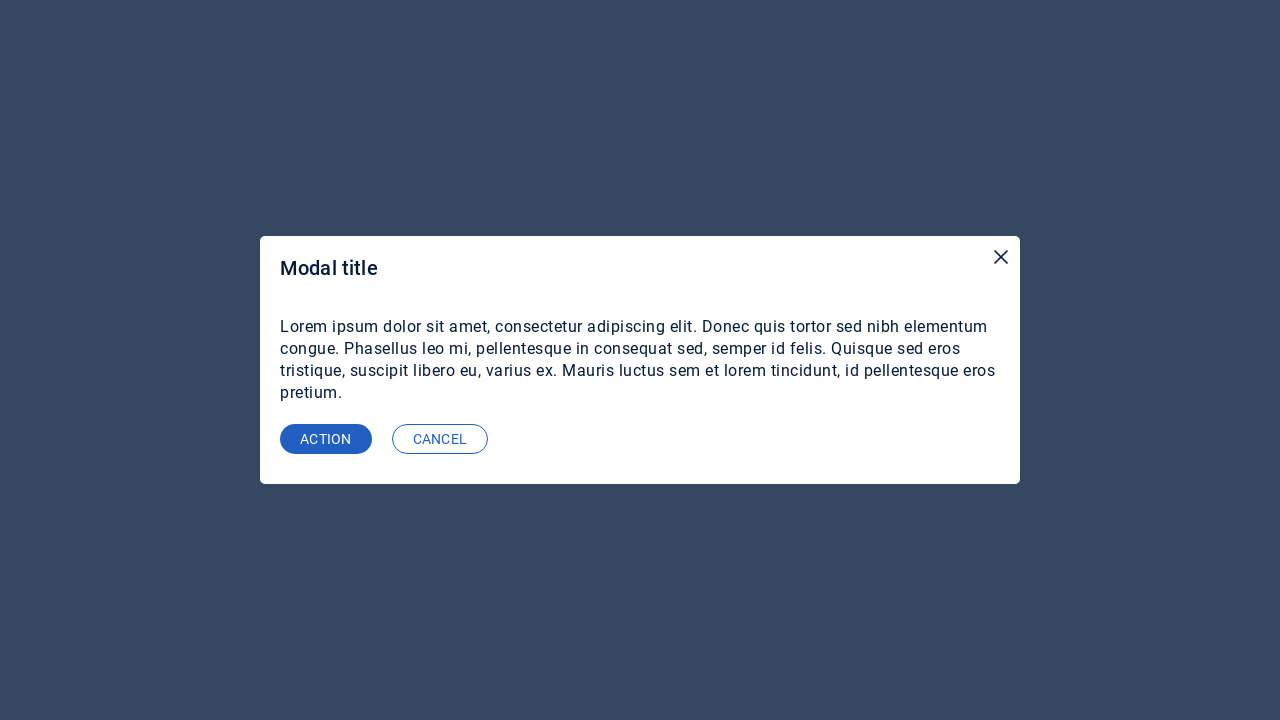 Modal title
Lorem ipsum dolor sit amet, consectetur adipiscing elit. Donec quis tortor sed nibh elementum
congue. Phasellus leo mi, pellentesque in consequat sed, semper id felis. Quisque sed eros
tristique, suscipit libero eu, varius ex. Mauris luctus sem et lorem tincidunt, id pellentesque eros
pretium.
ACTION CANCEL